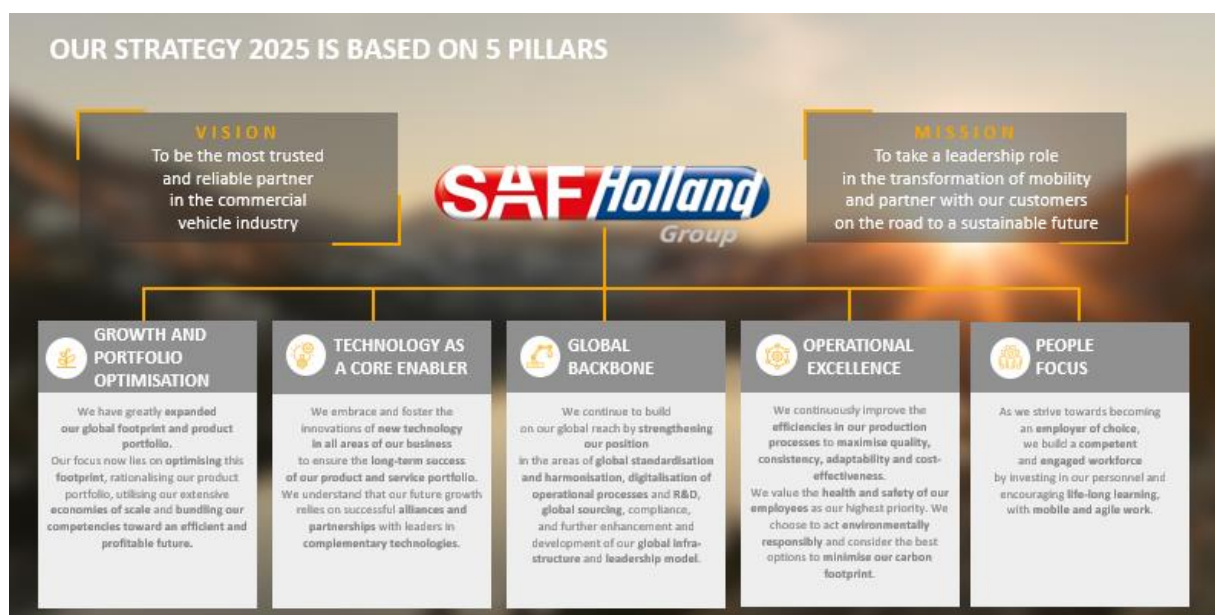 OUR STRATEGY 2025 IS BASED ON 5 PILLARS
VISION
To be the most trusted
and reliable partner
in the commercial
vehicle industry
SAF Holland
Group
MISSION
To take a leadership role
in the transformation of mobility
and partner with our customers
on the road to a sustainable future
GROWTH AND
PORTFOLIO
OPTIMISATION
We have greatly expanded
our global footprint and product
portfolio.
Our focus now lies on optimising this
footprint, rationalising our product
portfolio, utilising our extensive
economies of scale and bundling our
competencies toward an efficient and
profitable future.
TECHNOLOGY AS
A CORE ENABLER
We embrace and foster the
innovations of new technology
in all areas of our business
to ensure the long-term success
of our product and service portfolio.
We understand that our future growth
relies on successful alliances and
partnerships with leaders in
complementary technologies.
GLOBAL
BACKBONE
We continue to build
on our global reach by strengthening
our position
in the areas of global standardisation
and harmonisation, digitalisation of
operational processes and R&D,
global sourcing, compliance,
and further enhancement and
development of our global infra-
structure and leadership model.
OPERATIONAL
EXCELLENCE
We continuously improve the
efficiencies in our production
processes to maximise quality,
consistency, adaptability and cost-
effectiveness.
We value the health and safety of our
employees as our highest priority. We
choose to act environmentally
responsibly and consider the best
options to minimise our carbon
footprint.
PEOPLE
FOCUS
As we strive towards becoming
an employer of choice,
we build a competent
and engaged workforce
by investing in our personnel and
encouraging life-long learning,
with mobile and agile work.